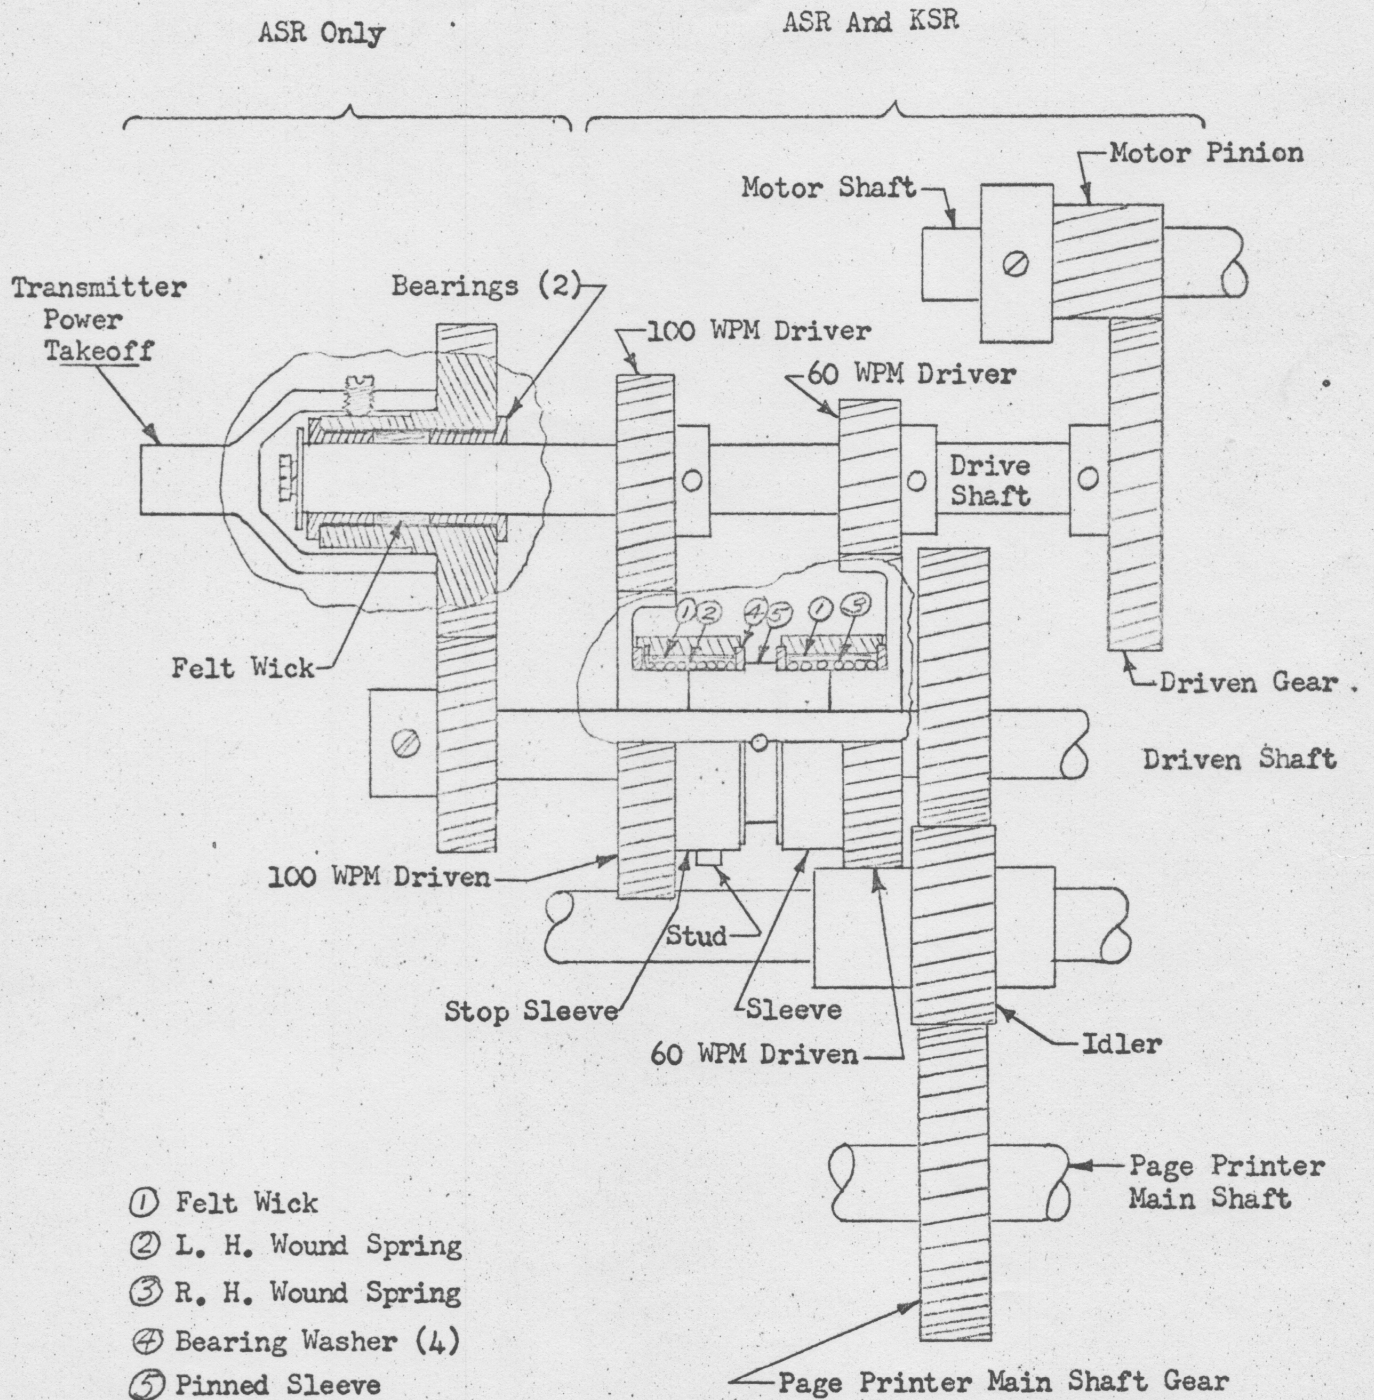 ASR Only
ASR And KSR
Motor Pinion
Motor Shaft
Transmitter
Power
Takeoff
Bearings (2)
100 WPM Driver
60 WPM Driver
Drive
Shaft
1 2 4 5 1 3
Felt Wick
Driven Gear .
Driven Shaft
100 WPM Driven
Stud
Stop Sleeve
Sleeve
60 WPM Driven
Idler
Page Printer
Main Shaft
① Felt Wick
② L. H. Wound Spring
③ R. H. Wound Spring
④ Bearing Washer (4)
⑤ Pinned Sleeve
Page Printer Main Shaft Gear